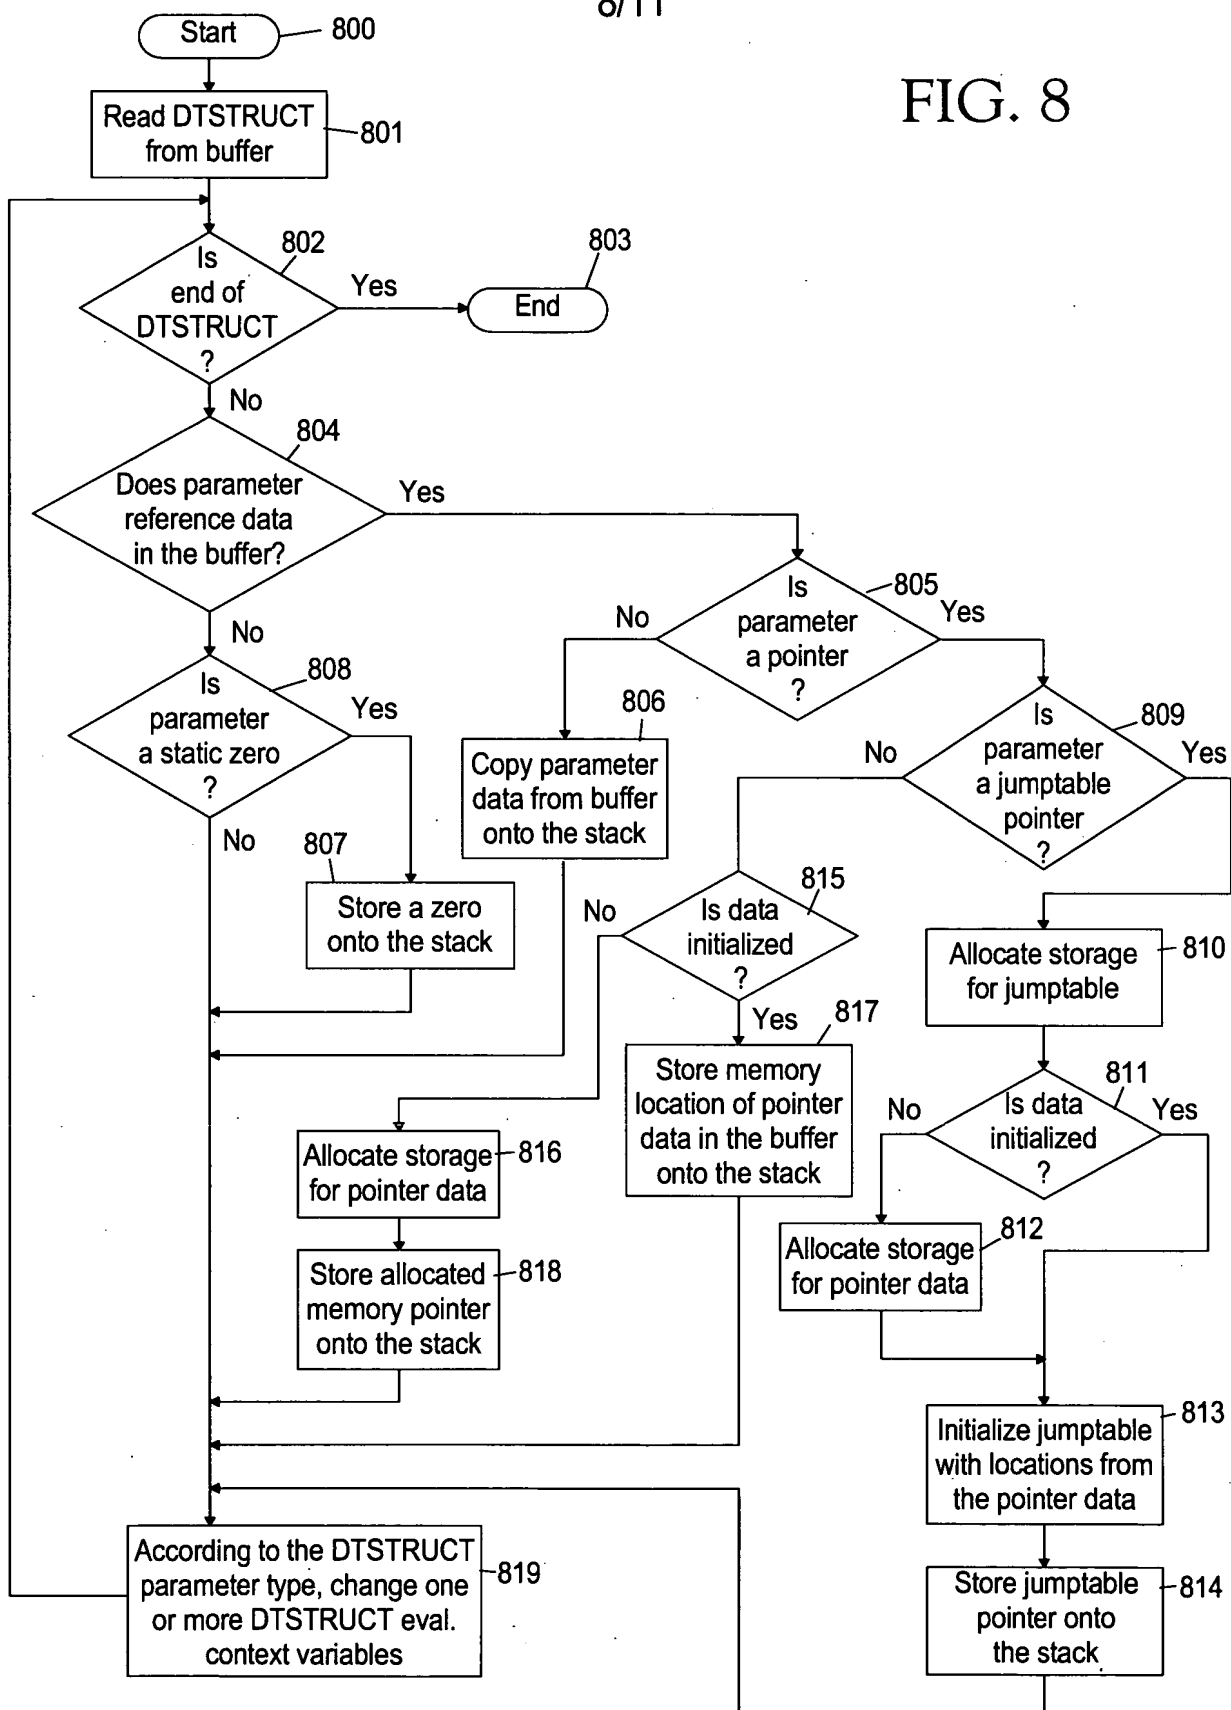 8/11
FIG. 8
Start
800
Read DTSTRUCT
from buffer
801
Is
end of
DTSTRUCT
?
802
Yes
End
803
No
Does parameter
reference data
in the buffer?
804
Yes
No
Is
parameter
a pointer
?
805
No
Yes
Is
parameter
a static zero
?
808
Yes
No
Copy parameter
data from buffer
onto the stack
806
Is
parameter
a jumptable
pointer
?
809
No
Yes
Store a zero
onto the stack
807
Is data
initialized
?
815
No
Yes
Allocate storage
for jumptable
810
Store memory
location of pointer
data in the buffer
onto the stack
817
Is data
initialized
?
811
No
Yes
Allocate storage
for pointer data
816
Allocate storage
for pointer data
812
Store allocated
memory pointer
onto the stack
818
Initialize jumptable
with locations from
the pointer data
813
According to the DTSTRUCT
parameter type, change one
or more DTSTRUCT eval.
context variables
819
Store jumptable
pointer onto
the stack
814